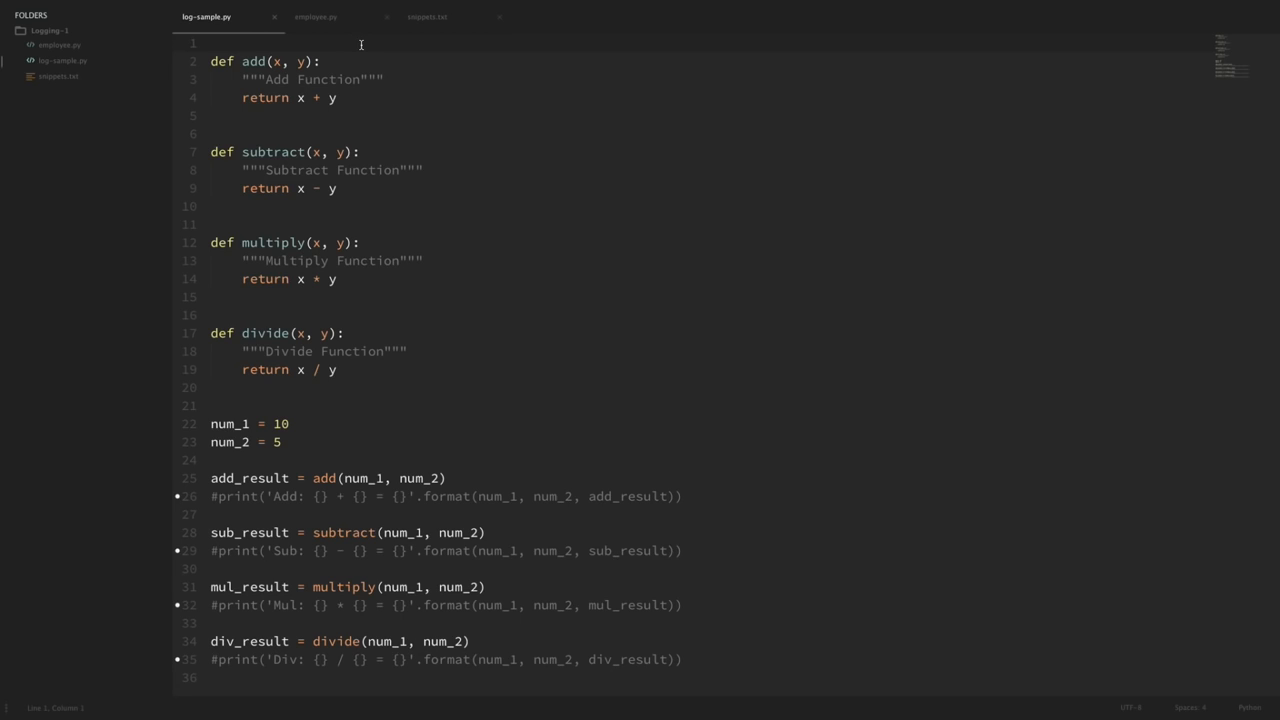 FOLDERS
Logging-1
employee.py
log-sample.py
snippets.txt
log-sample.py × employee.py × snippets.txt ×
1
2 def add(x, y):
3 """Add Function"""
4 return x + y
5
6
7 def subtract(x, y):
8 """Subtract Function"""
9 return x - y
10
11
12 def multiply(x, y):
13 """Multiply Function"""
14 return x * y
15
16
17 def divide(x, y):
18 """Divide Function"""
19 return x / y
20
21
22 num_1 = 10
23 num_2 = 5
24
25 add_result = add(num_1, num_2)
26 #print('Add: {} + {} = {}'.format(num_1, num_2, add_result))
27
28 sub_result = subtract(num_1, num_2)
29 #print('Sub: {} - {} = {}'.format(num_1, num_2, sub_result))
30
31 mul_result = multiply(num_1, num_2)
32 #print('Mul: {} * {} = {}'.format(num_1, num_2, mul_result))
33
34 div_result = divide(num_1, num_2)
35 #print('Div: {} / {} = {}'.format(num_1, num_2, div_result))
36
Line 1, Column 1 UTF-8 Spaces: 4 Python